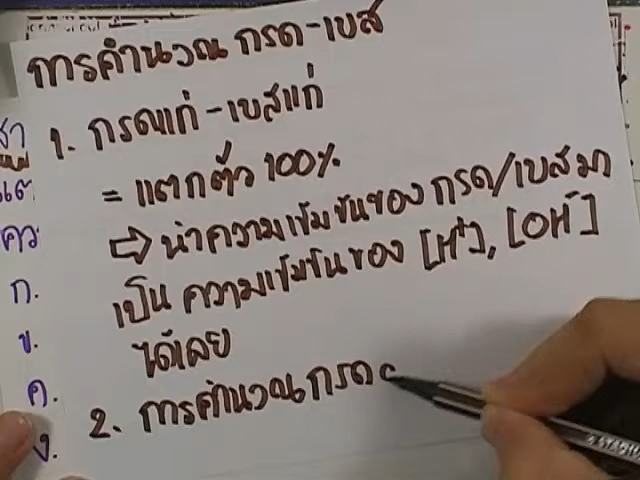 การคำนวณ กรด-เบส
1. กรดแก่ - เบสแก่
= แตกตัว 100%
⇨ นำความเข้มข้นของ กรด/เบส มา
เป็น ความเข้มข้นของ [H⁺], [OH⁻]
ได้เลย
2. การคำนวณ กรด
ก.
ข.
ค.
ง.